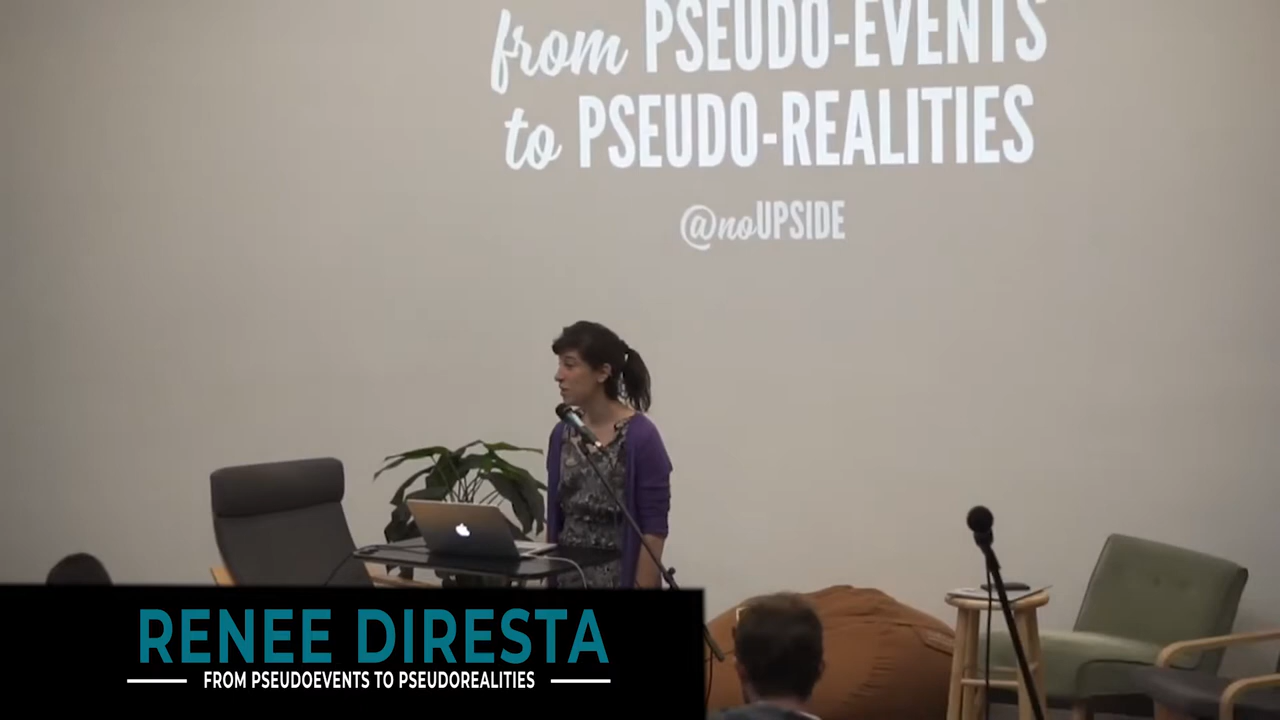 from PSEUDO-EVENTS
to PSEUDO-REALITIES
@noUPSIDE
RENEE DIRESTA
FROM PSEUDOEVENTS TO PSEUDOREALITIES